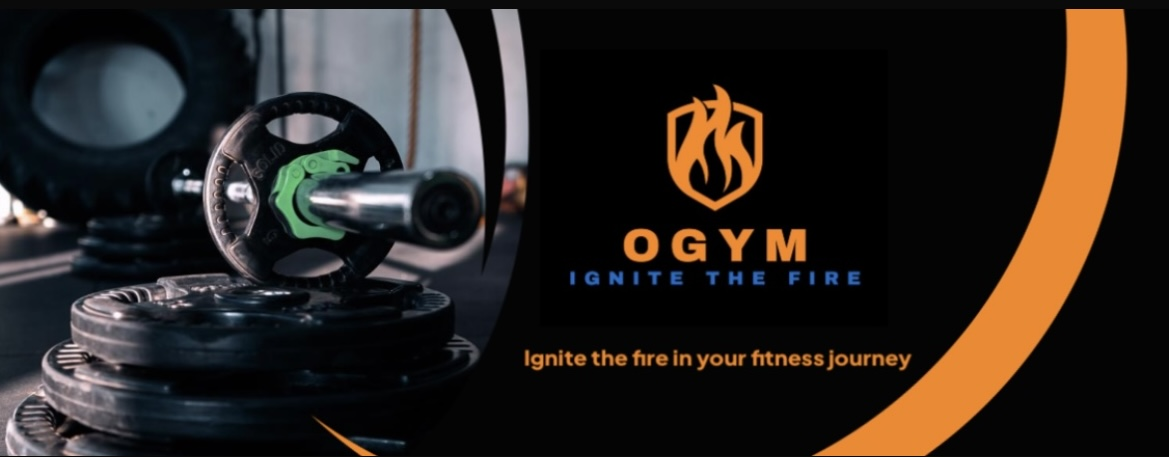 OGYM
IGNITE THE FIRE
Ignite the fire in your fitness journey